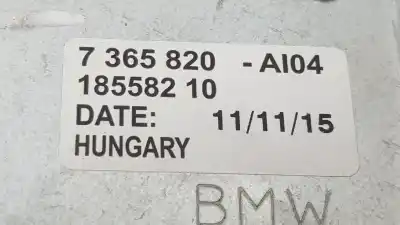 7 365 820 - AI04
185582 10
DATE: 11/11/15
HUNGARY
BMW